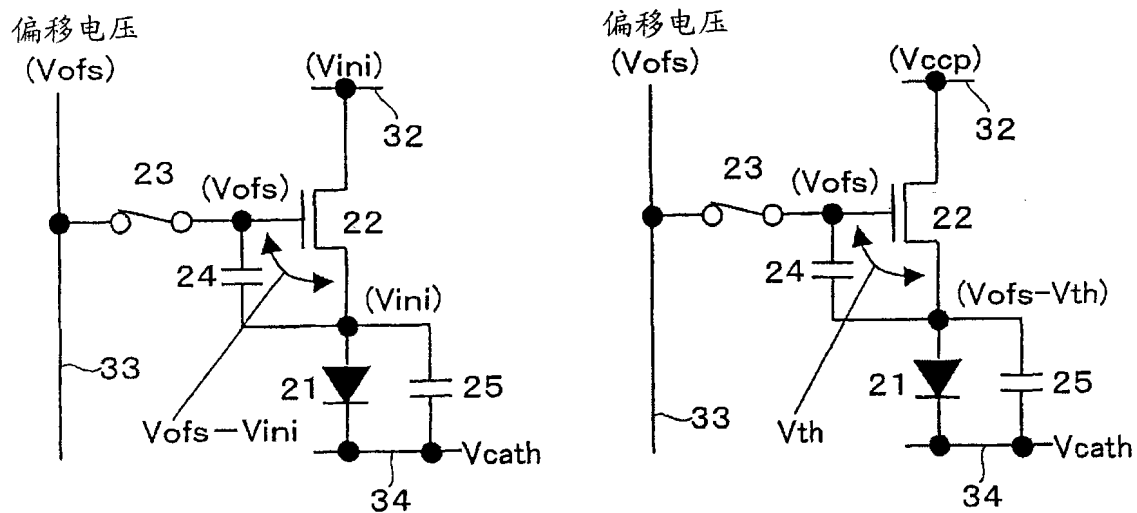 偏移电压
(Vofs)
(Vini)
32
23
(Vofs)
22
24
(Vini)
33
21
25
Vofs-Vini
Vcath
34
偏移电压
(Vofs)
(Vccp)
32
23
(Vofs)
22
24
(Vofs-Vth)
21
25
33
Vth
Vcath
34